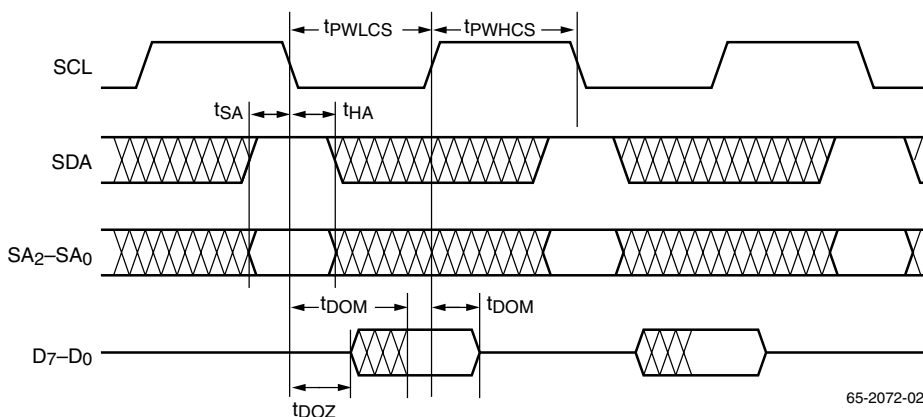 tPWLCS tPWHCS
SCL
tSA tHA
SDA
SA2–SA0
tDOM tDOM
D7–D0
tDOZ
65-2072-02